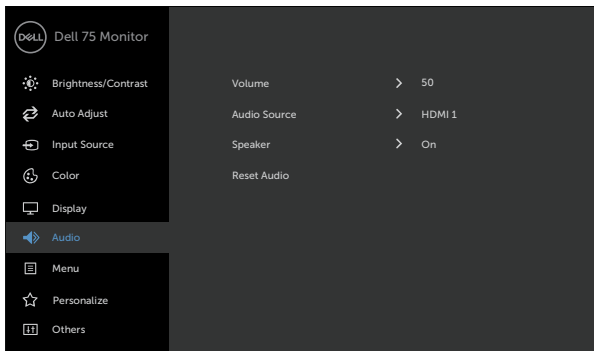 DELL Dell 75 Monitor
Brightness/Contrast Volume 50
Auto Adjust Audio Source HDMI 1
Input Source Speaker On
Color Reset Audio
Display
Audio
Menu
Personalize
Others